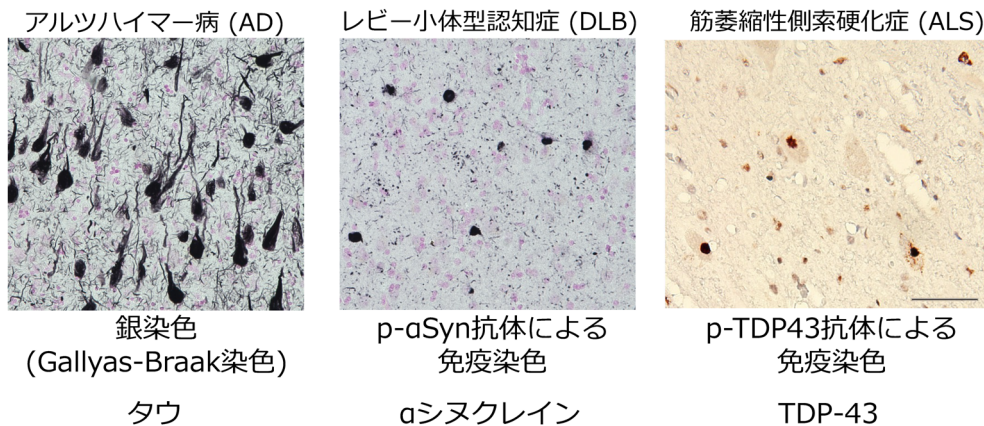 アルツハイマー病 (AD)
レビー小体型認知症 (DLB)
筋萎縮性側索硬化症 (ALS)
銀染色
(Gallyas-Braak染色)
p-αSyn抗体による
免疫染色
p-TDP43抗体による
免疫染色
タウ
αシヌクレイン
TDP-43